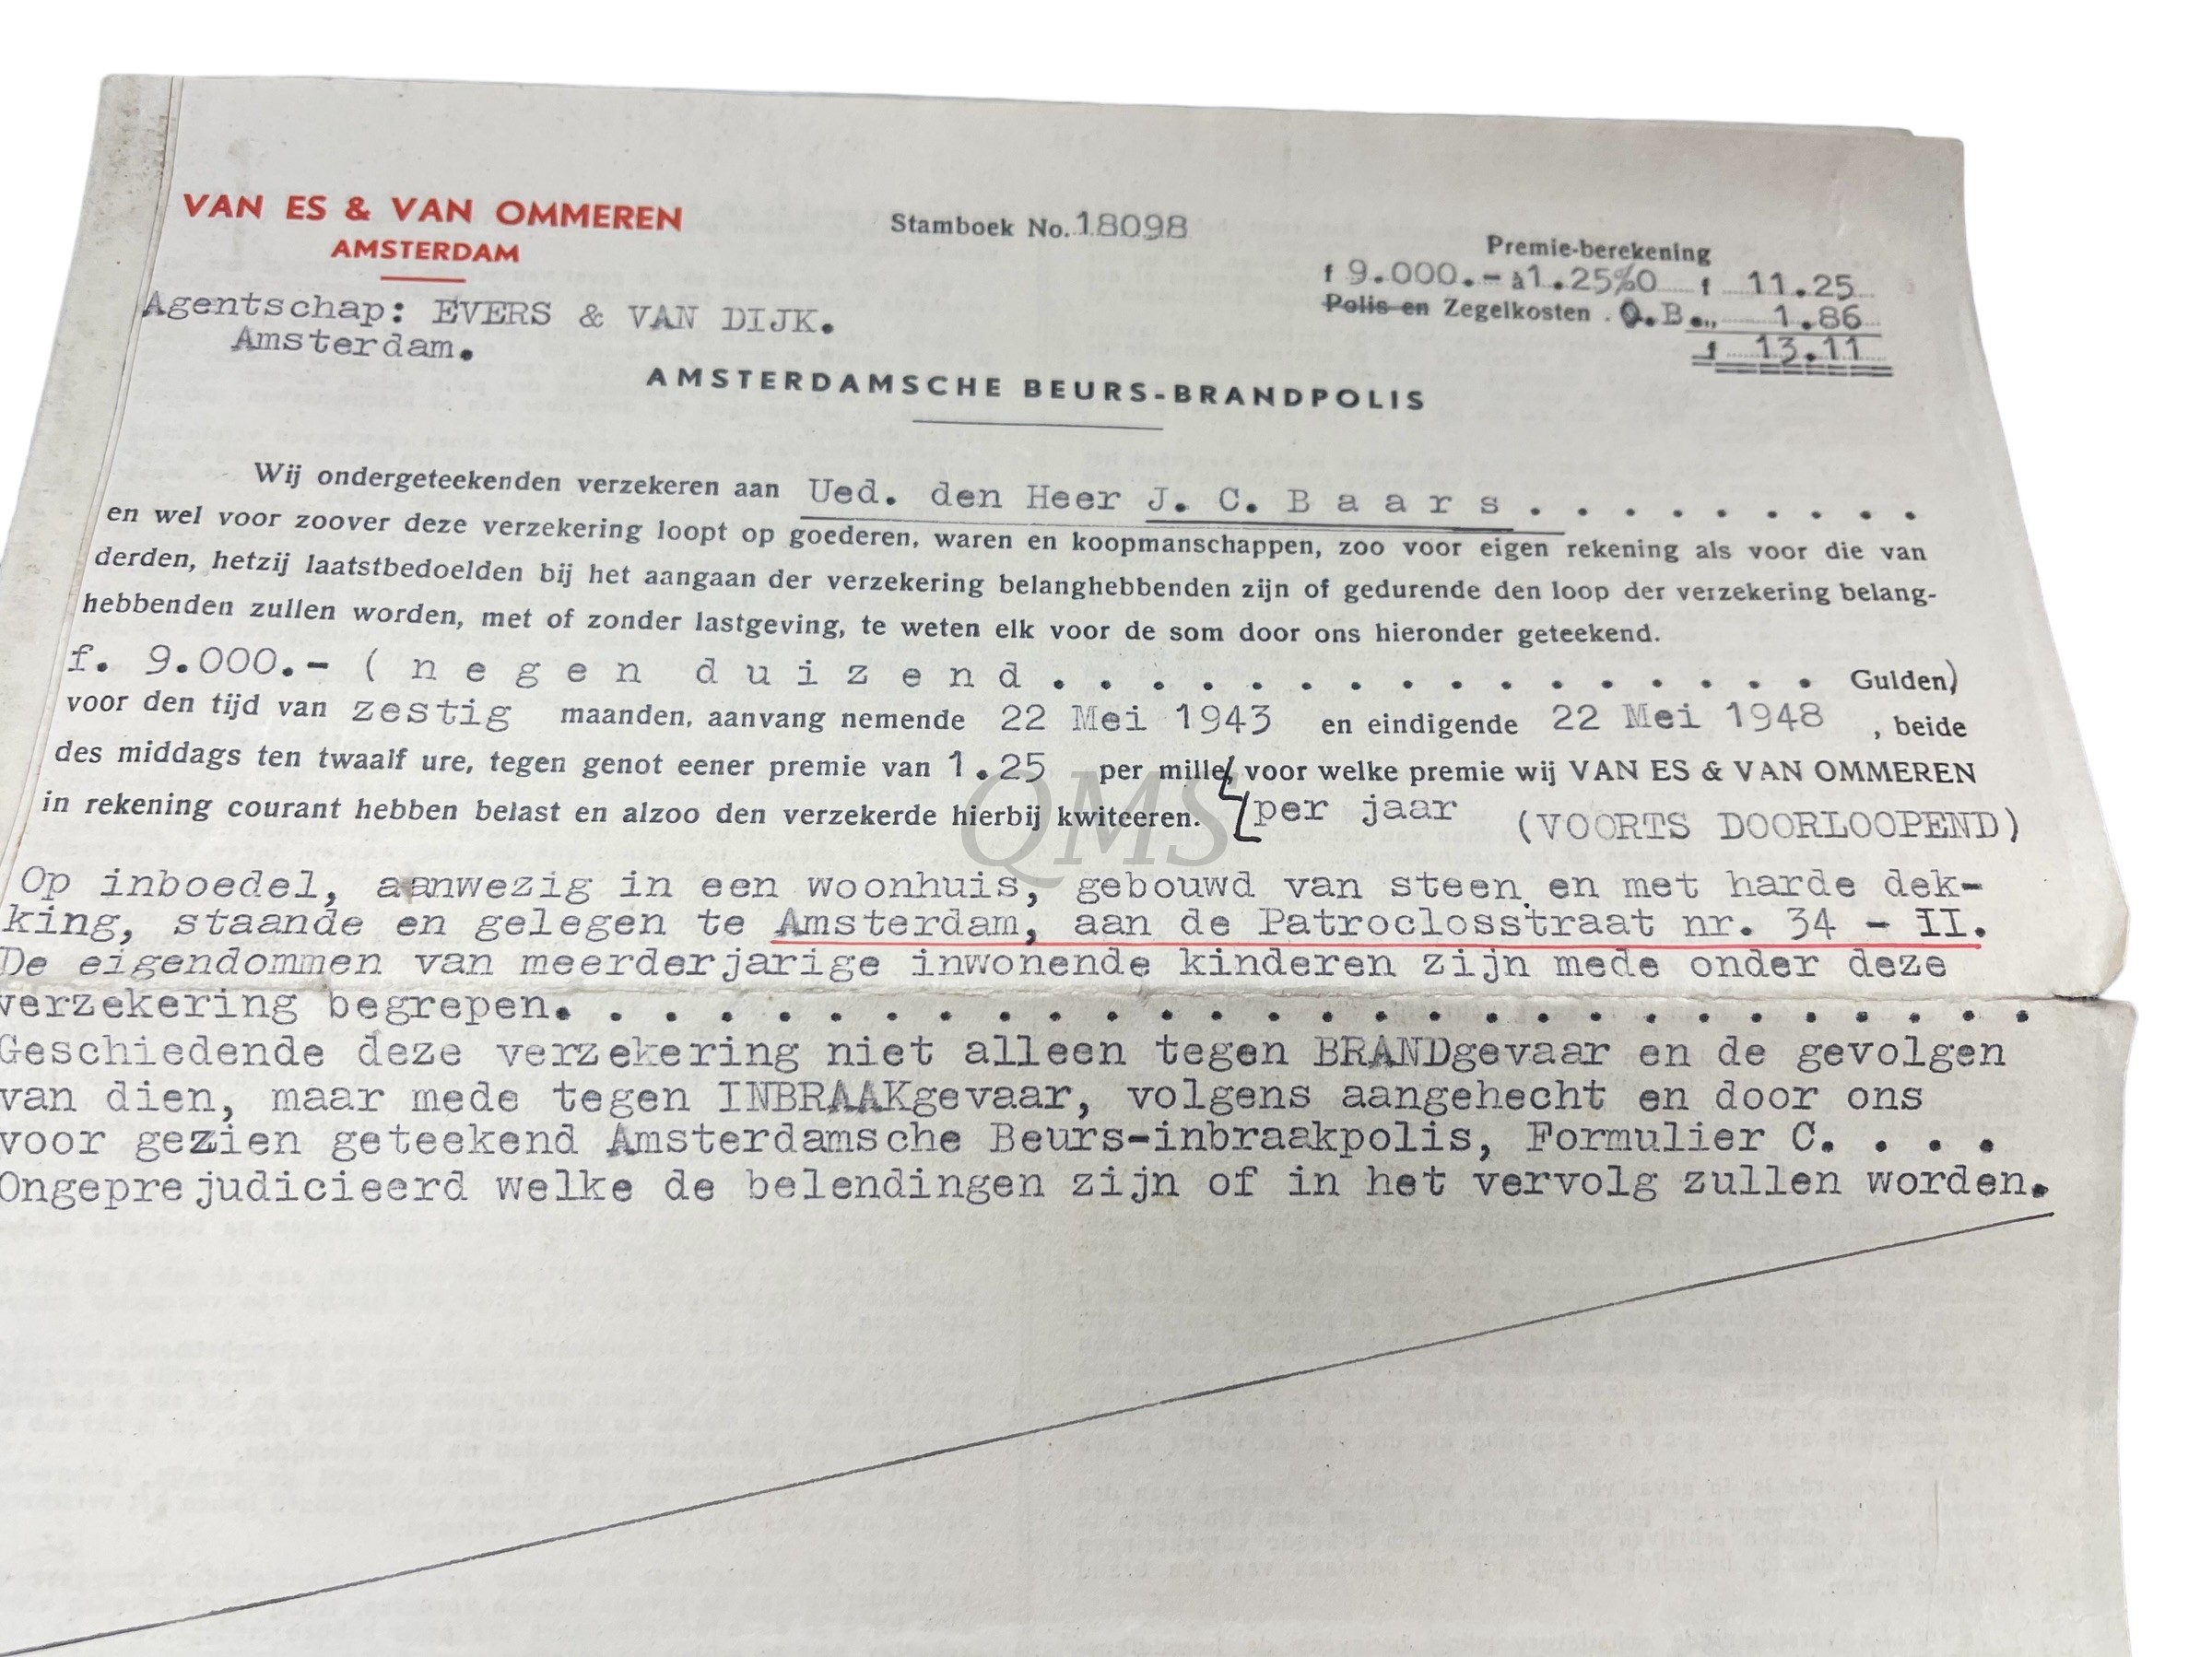 VAN ES & VAN OMMEREN
AMSTERDAM
Stamboek No. 18098
Premie-berekening
f 9.000.- à 1.25%0 f 11.25
Polis en Zegelkosten . O.B. „ 1.86
f 13.11
Agentschap: EVERS & VAN DIJK.
Amsterdam.
AMSTERDAMSCHE BEURS-BRANDPOLIS
Wij ondergeteekenden verzekeren aan Ued. den Heer J. C. B a a r s . . . . . . . . .
en wel voor zoover deze verzekering loopt op goederen, waren en koopmanschappen, zoo voor eigen rekening als voor die van
derden, hetzij laatstbedoelden bij het aangaan der verzekering belanghebbenden zijn of gedurende den loop der verzekering belang-
hebbenden zullen worden, met of zonder lastgeving, te weten elk voor de som door ons hieronder geteekend.
f. 9.000.- ( n e g e n d u i z e n d . . . . . . . . . . . . . . . . . Gulden)
voor den tijd van zestig maanden, aanvang nemende 22 Mei 1943 en eindigende 22 Mei 1948 , beide
des middags ten twaalf ure, tegen genot eener premie van 1.25 per mille, voor welke premie wij VAN ES & VAN OMMEREN
in rekening courant hebben belast en alzoo den verzekerde hierbij kwiteeren. per jaar (VOORTS DOORLOOPEND)
QMS
Op inboedel, aanwezig in een woonhuis, gebouwd van steen en met harde dek-
king, staande en gelegen te Amsterdam, aan de Patroclosstraat nr. 34 - II.
De eigendommen van meerderjarige inwonende kinderen zijn mede onder deze
verzekering begrepen. . . . . . . . . . . . . . . . . . . . . . . . . . . .
Geschiedende deze verzekering niet alleen tegen BRANDgevaar en de gevolgen
van dien, maar mede tegen INBRAAKgevaar, volgens aangehecht en door ons
voor gezien geteekend Amsterdamsche Beurs-inbraakpolis, Formulier C. . . .
Ongeprejudicieerd welke de belendingen zijn of in het vervolg zullen worden.